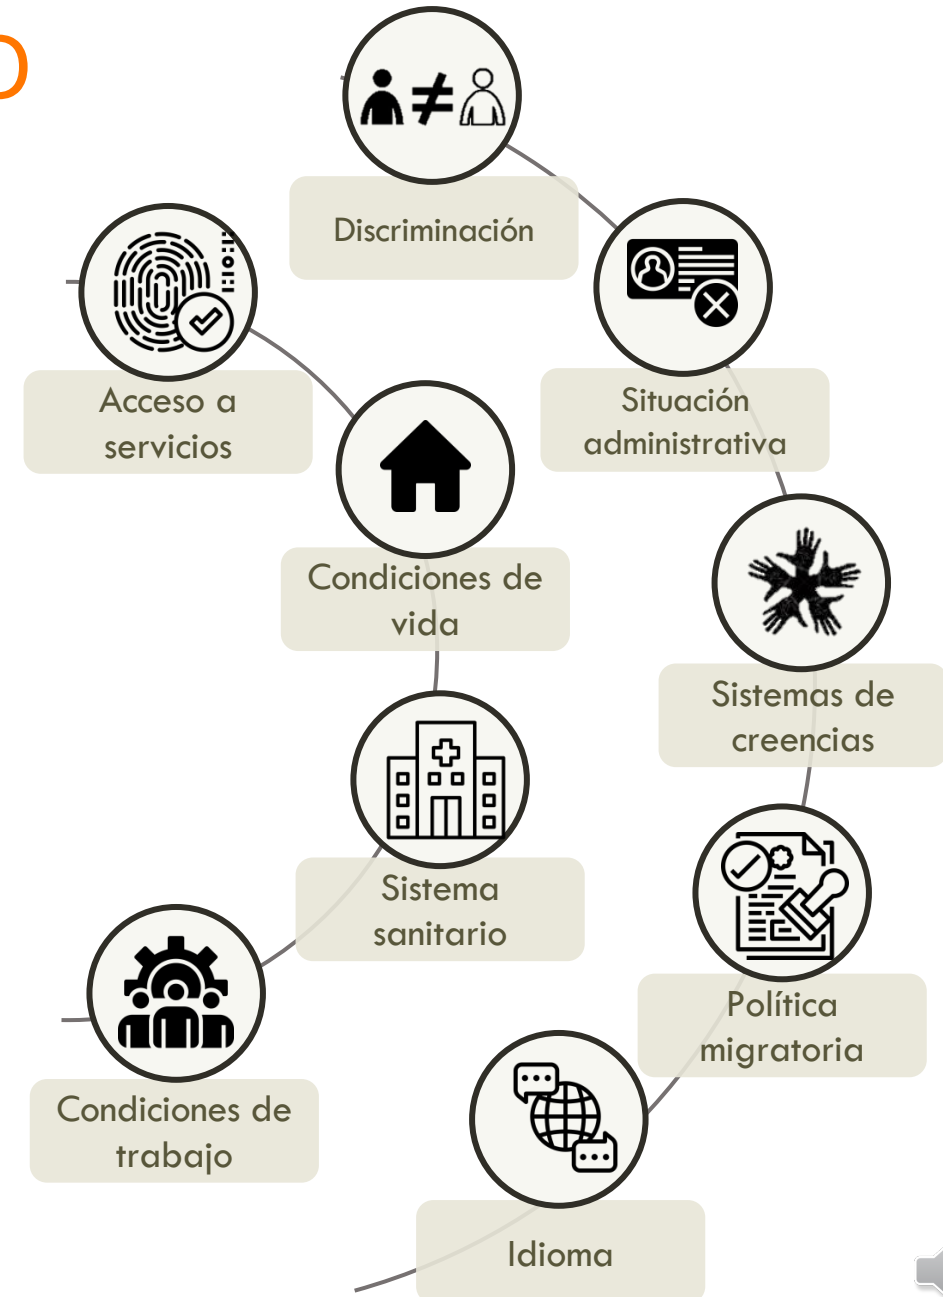 Discriminación
Acceso a
servicios
Situación
administrativa
Condiciones de
vida
Sistemas de
creencias
Sistema
sanitario
Política
migratoria
Condiciones de
trabajo
Idioma